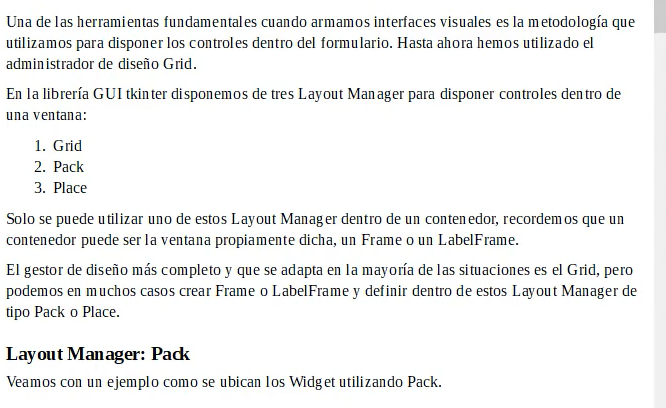 Una de las herramientas fundamentales cuando armamos interfaces visuales es la metodología que
utilizamos para disponer los controles dentro del formulario. Hasta ahora hemos utilizado el
administrador de diseño Grid.
En la librería GUI tkinter disponemos de tres Layout Manager para disponer controles dentro de
una ventana:
1. Grid
2. Pack
3. Place
Solo se puede utilizar uno de estos Layout Manager dentro de un contenedor, recordemos que un
contenedor puede ser la ventana propiamente dicha, un Frame o un LabelFrame.
El gestor de diseño más completo y que se adapta en la mayoría de las situaciones es el Grid, pero
podemos en muchos casos crear Frame o LabelFrame y definir dentro de estos Layout Manager de
tipo Pack o Place.
Layout Manager: Pack
Veamos con un ejemplo como se ubican los Widget utilizando Pack.